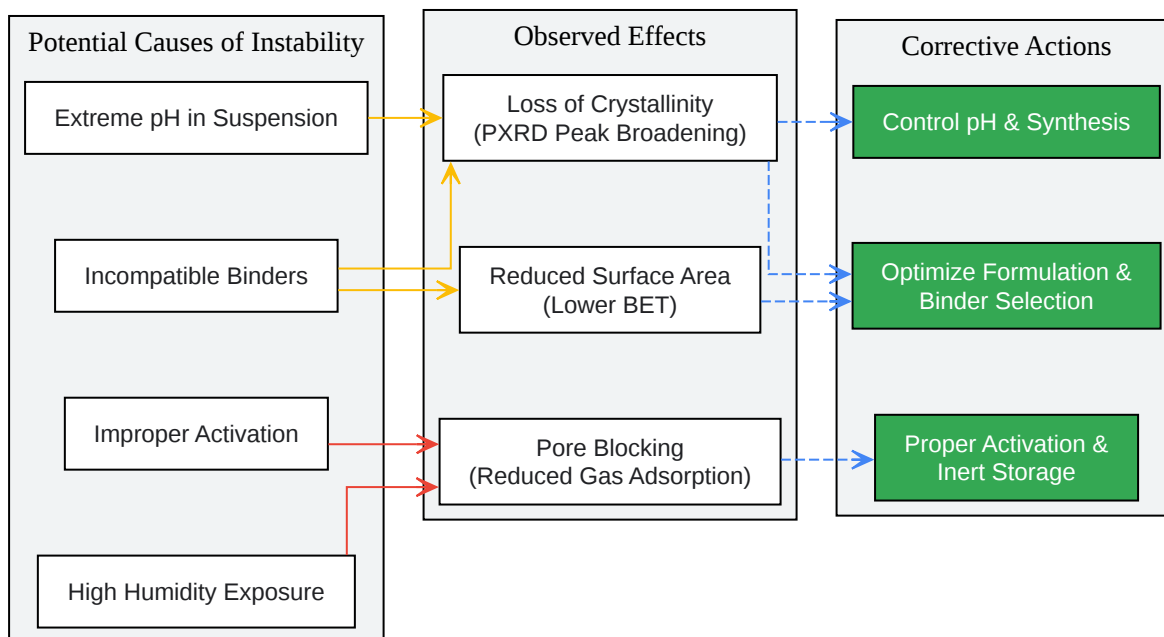 Potential Causes of Instability
Extreme pH in Suspension
Incompatible Binders
Improper Activation
High Humidity Exposure
Observed Effects
Loss of Crystallinity
(PXRD Peak Broadening)
Reduced Surface Area
(Lower BET)
Pore Blocking
(Reduced Gas Adsorption)
Corrective Actions
Control pH & Synthesis
Optimize Formulation &
Binder Selection
Proper Activation &
Inert Storage